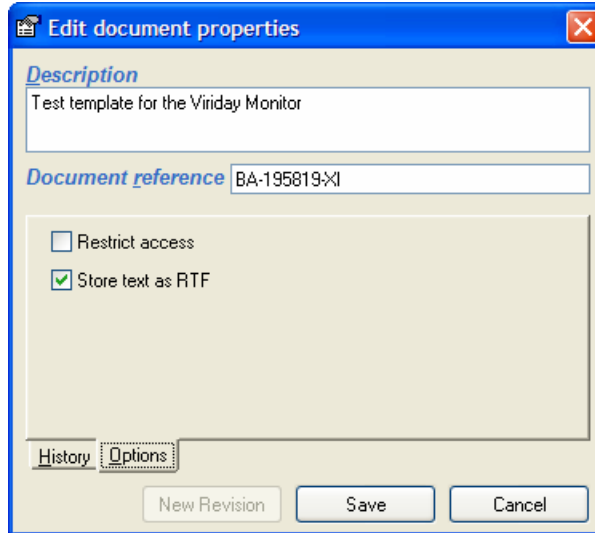 Edit document properties
Description
Test template for the Viriday Monitor
Document reference BA-195819-XI
Restrict access
Store text as RTF
History Options
New Revision Save Cancel